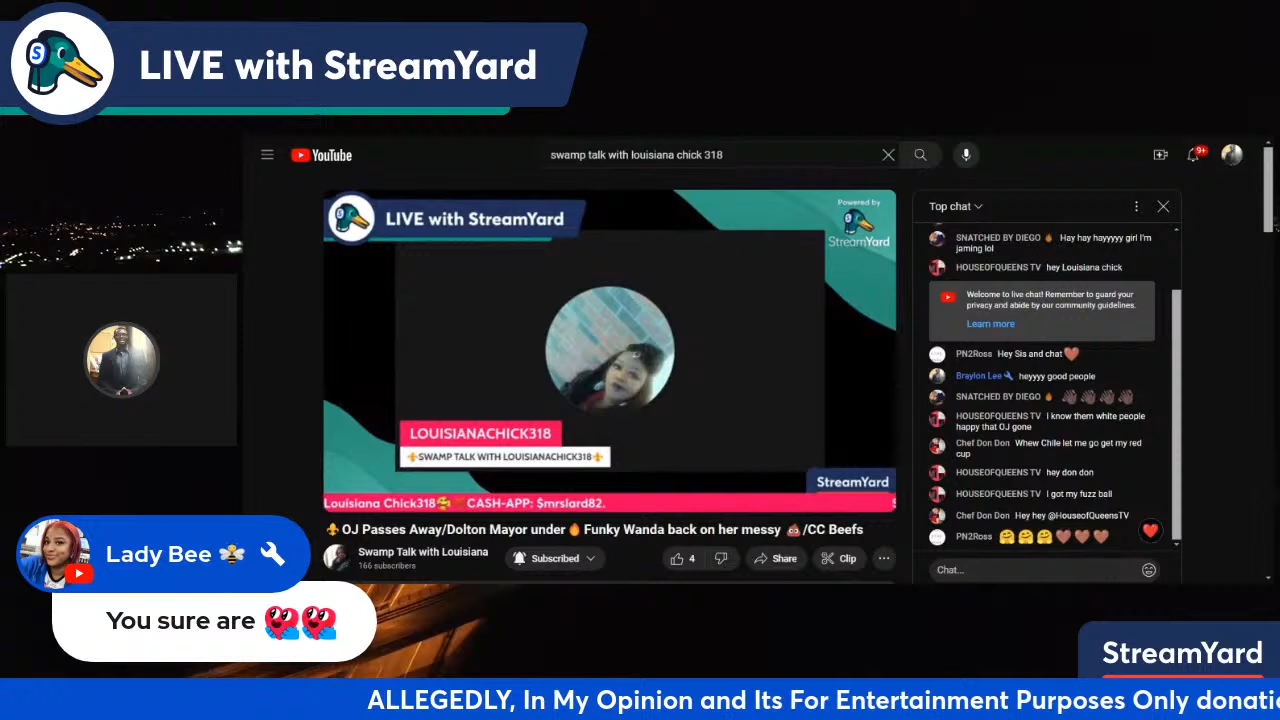 LIVE with StreamYard
YouTube
swamp talk with louisiana chick 318
9+
LIVE with StreamYard
Powered by
StreamYard
LOUISIANACHICK318
⚜️SWAMP TALK WITH LOUISIANACHICK318⚜️
StreamYard
Louisiana Chick318🥰 CASH-APP: $mrslard82.
⚜️OJ Passes Away/Dolton Mayor under🔥Funky Wanda back on her messy 💩/CC Beefs
Swamp Talk with Louisiana
166 subscribers
Subscribed
4
Share
Clip
Top chat
SNATCHED BY DIEGO 🔥 Hay hay hayyyyy girl I'm
jaming lol
HOUSEOFQUEENS TV hey Louisiana chick
Welcome to live chat! Remember to guard your
privacy and abide by our community guidelines.
Learn more
PN2Ross Hey Sis and chat🤎
Braylon Lee heyyyy good people
SNATCHED BY DIEGO 🔥 👏🏿👏🏿👏🏿👏🏿
HOUSEOFQUEENS TV I know them white people
happy that OJ gone
Chef Don Don Whew Chile let me go get my red
cup
HOUSEOFQUEENS TV hey don don
HOUSEOFQUEENS TV I got my fuzz ball
Chef Don Don Hey hey @HouseofQueensTV
PN2Ross 🤗🤗🤗🤎🤎🤎
Chat...
Lady Bee 🐝
You sure are
StreamYard
ALLEGEDLY, In My Opinion and Its For Entertainment Purposes Only donatio